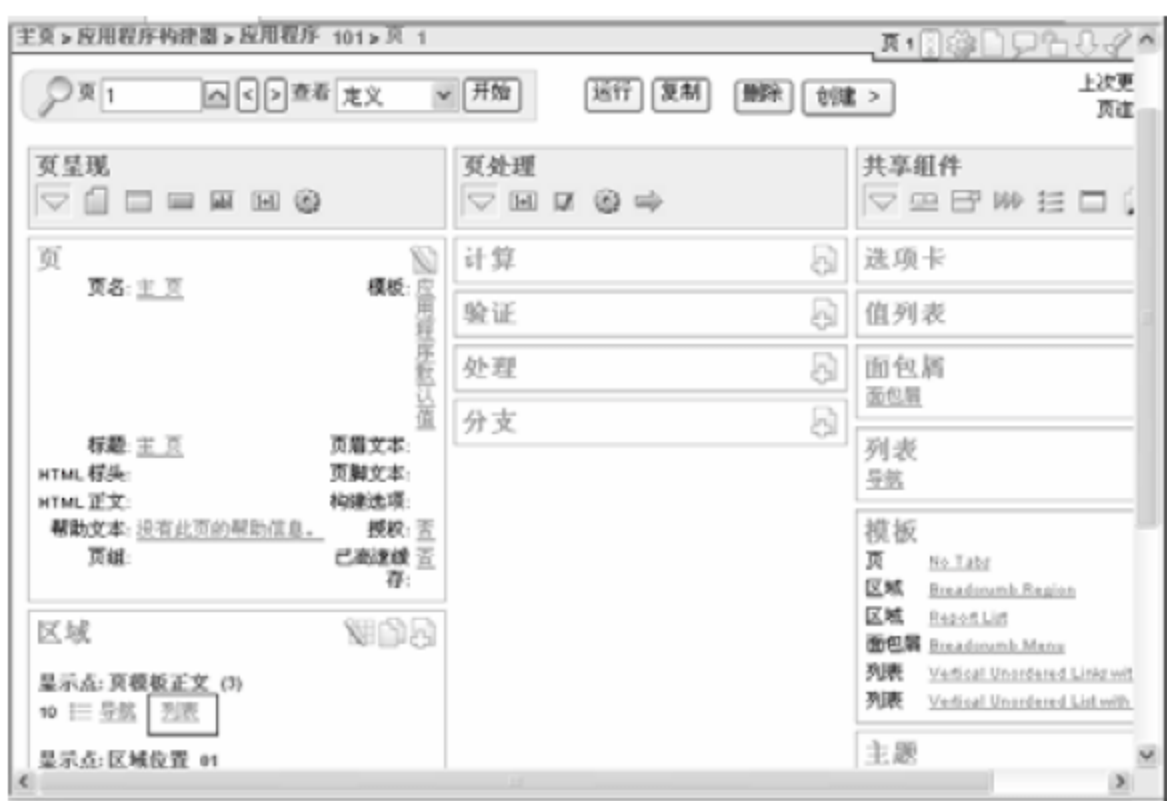 主页 > 应用程序构建器 > 应用程序 101 > 页 1
页 1
页 1 查看 定义 开始 运行 复制 删除 创建 >
上次更
页呈现
页
页名: 主 页
模板: 应用程序默认值
标题: 主 页
页眉文本:
HTML 标头:
页脚文本:
HTML 正文:
构建选项:
帮助文本: 没有此页的帮助信息。
授权: 否
页组:
已高速缓存: 否
区域
显示点: 页模板正文 (3)
10 导航 列表
显示点: 区域位置 01
页处理
计算
验证
处理
分支
共享组件
选项卡
值列表
面包屑
面包屑
列表
导航
模板
页 No Tabs
区域 Breadcrumb Region
区域 Report List
面包屑 Breadcrumb Menu
列表 Vertical Unordered Links wit
列表 Vertical Unordered List with
主题